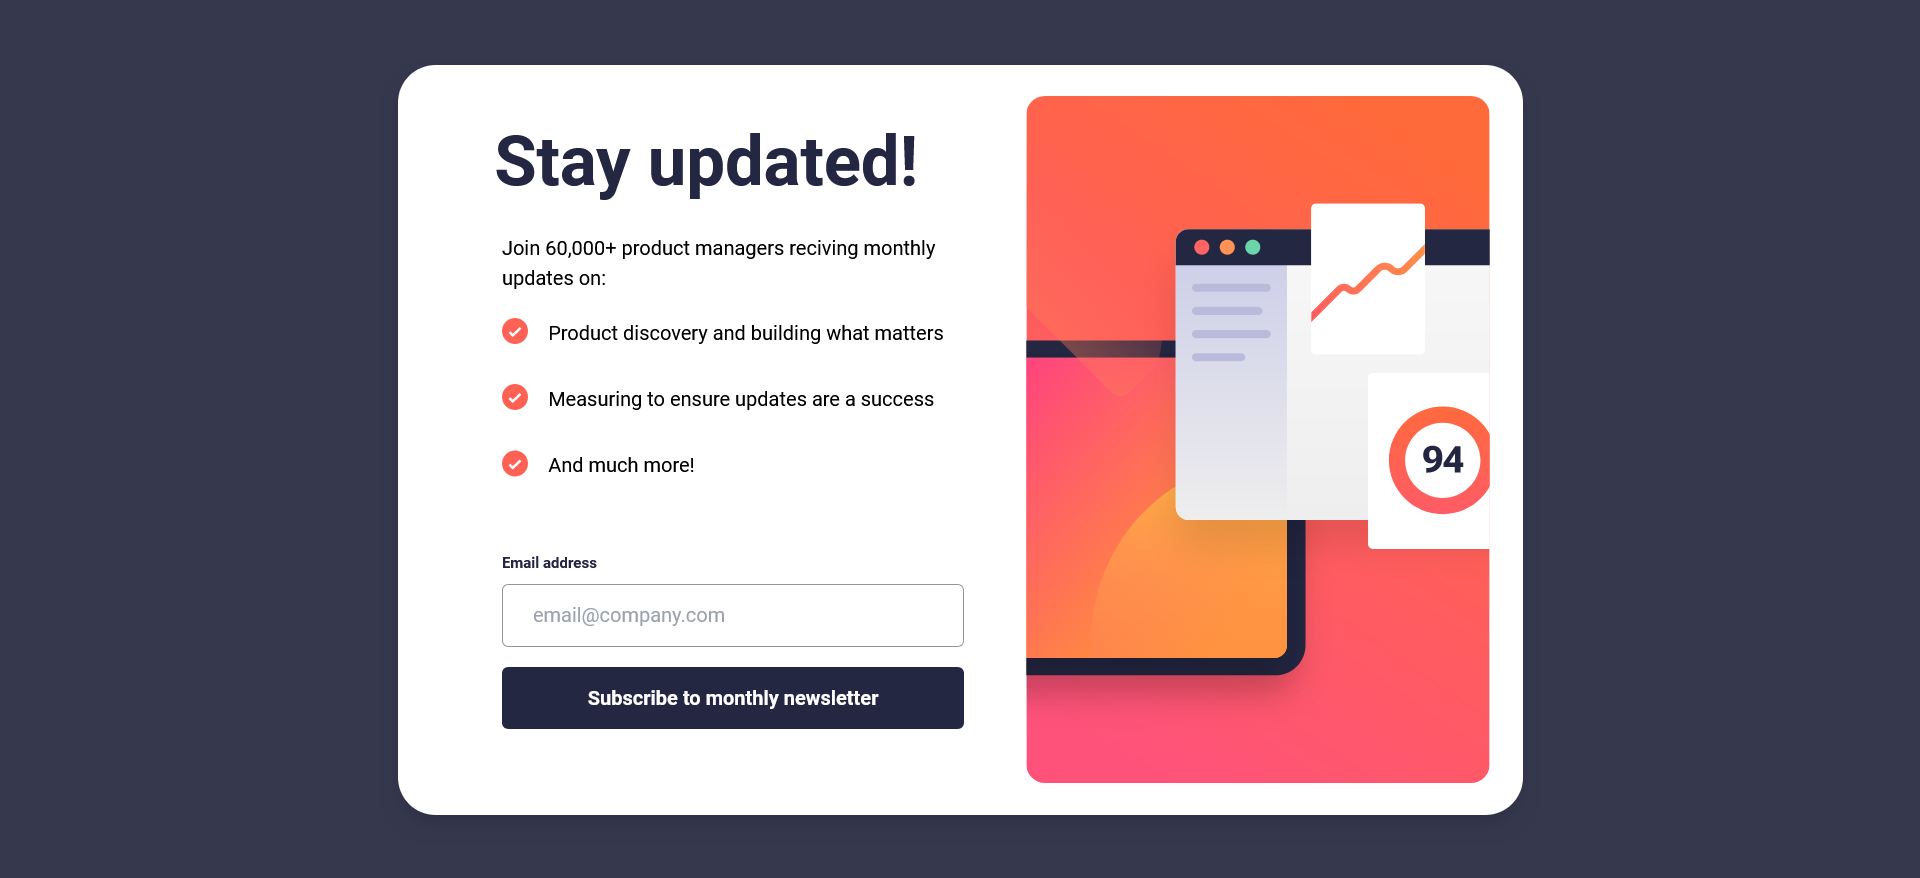 Stay updated!
Join 60,000+ product managers reciving monthly
updates on:
Product discovery and building what matters
Measuring to ensure updates are a success
And much more!
Email address
email@company.com
Subscribe to monthly newsletter
94